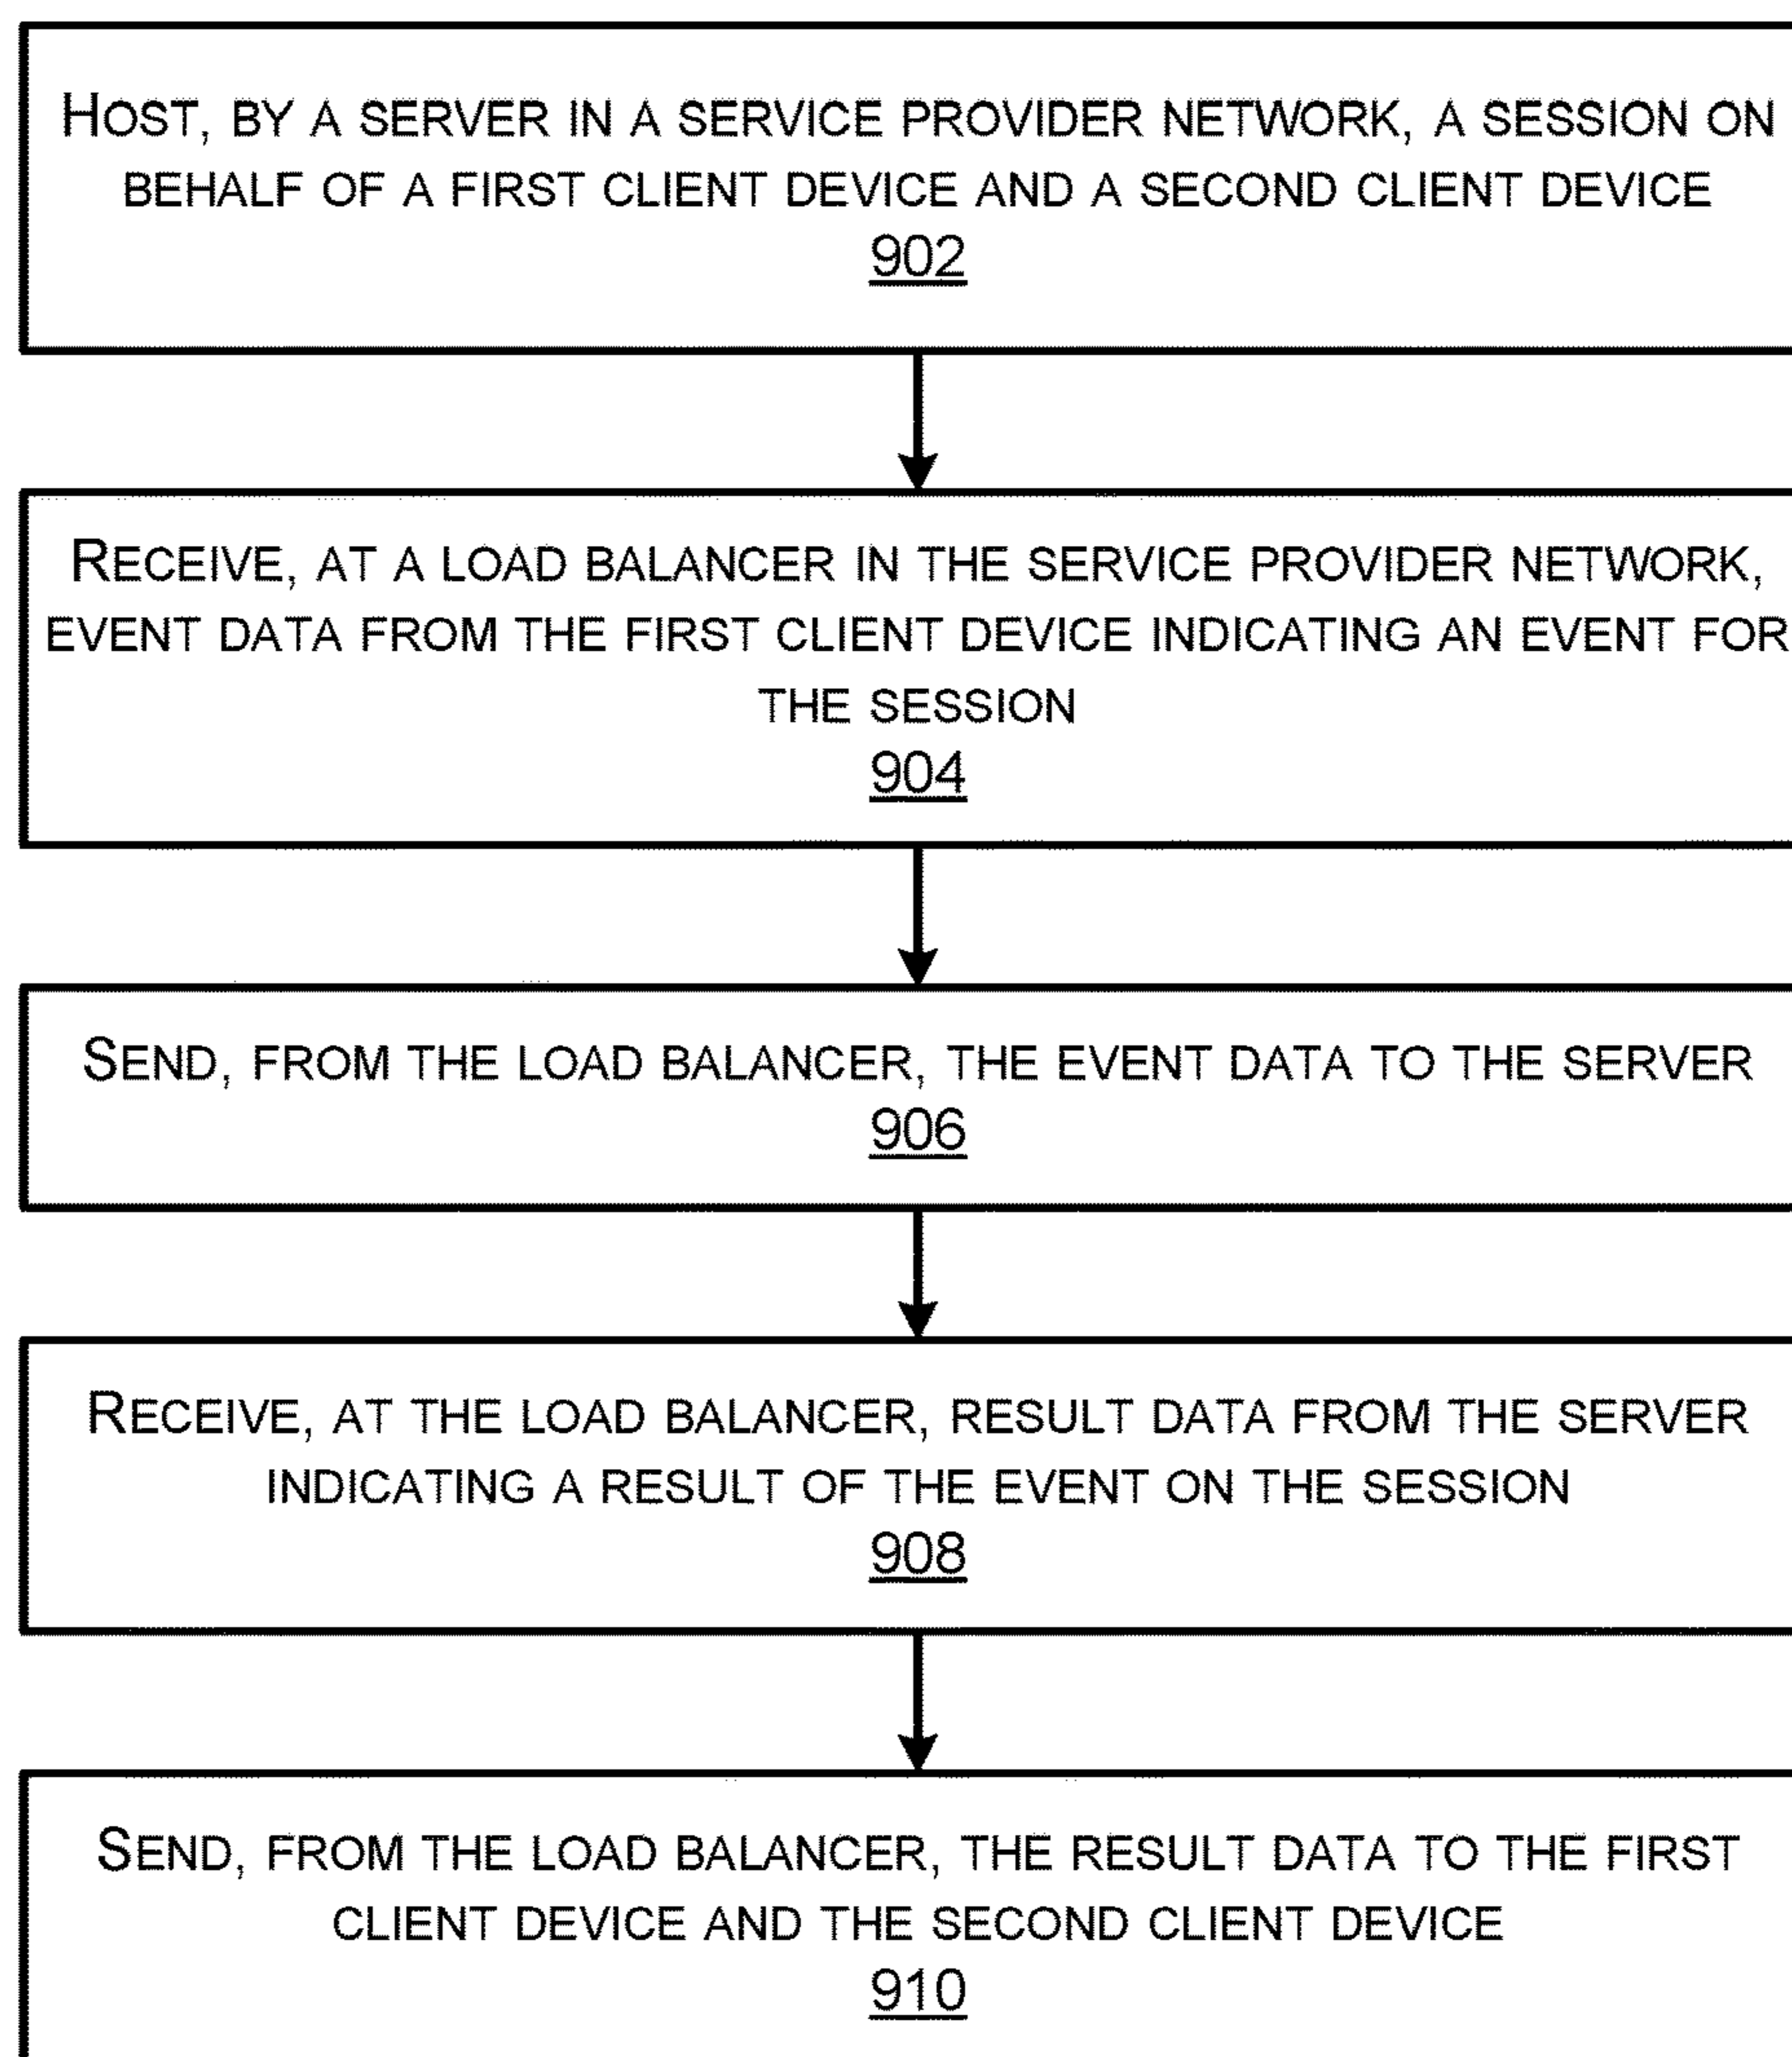 HOST, BY A SERVER IN A SERVICE PROVIDER NETWORK, A SESSION ON
BEHALF OF A FIRST CLIENT DEVICE AND A SECOND CLIENT DEVICE
902
RECEIVE, AT A LOAD BALANCER IN THE SERVICE PROVIDER NETWORK,
EVENT DATA FROM THE FIRST CLIENT DEVICE INDICATING AN EVENT FOR
THE SESSION
904
SEND, FROM THE LOAD BALANCER, THE EVENT DATA TO THE SERVER
906
RECEIVE, AT THE LOAD BALANCER, RESULT DATA FROM THE SERVER
INDICATING A RESULT OF THE EVENT ON THE SESSION
908
SEND, FROM THE LOAD BALANCER, THE RESULT DATA TO THE FIRST
CLIENT DEVICE AND THE SECOND CLIENT DEVICE
910